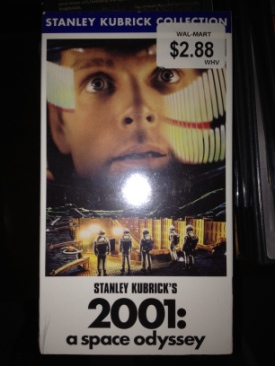 STANLEY KUBRICK COLLECTION
WAL-MART
$2.88
WHV
STANLEY KUBRICK'S
2001:
a space odyssey